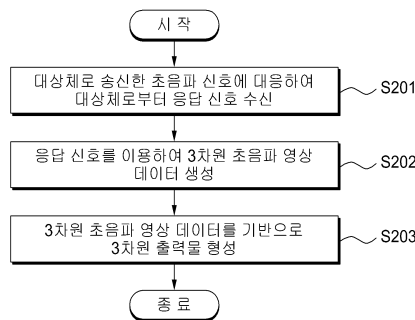 시 작
대상체로 송신한 초음파 신호에 대응하여
대상체로부터 응답 신호 수신
S201
응답 신호를 이용하여 3차원 초음파 영상
데이터 생성
S202
3차원 초음파 영상 데이터를 기반으로
3차원 출력물 형성
S203
종 료